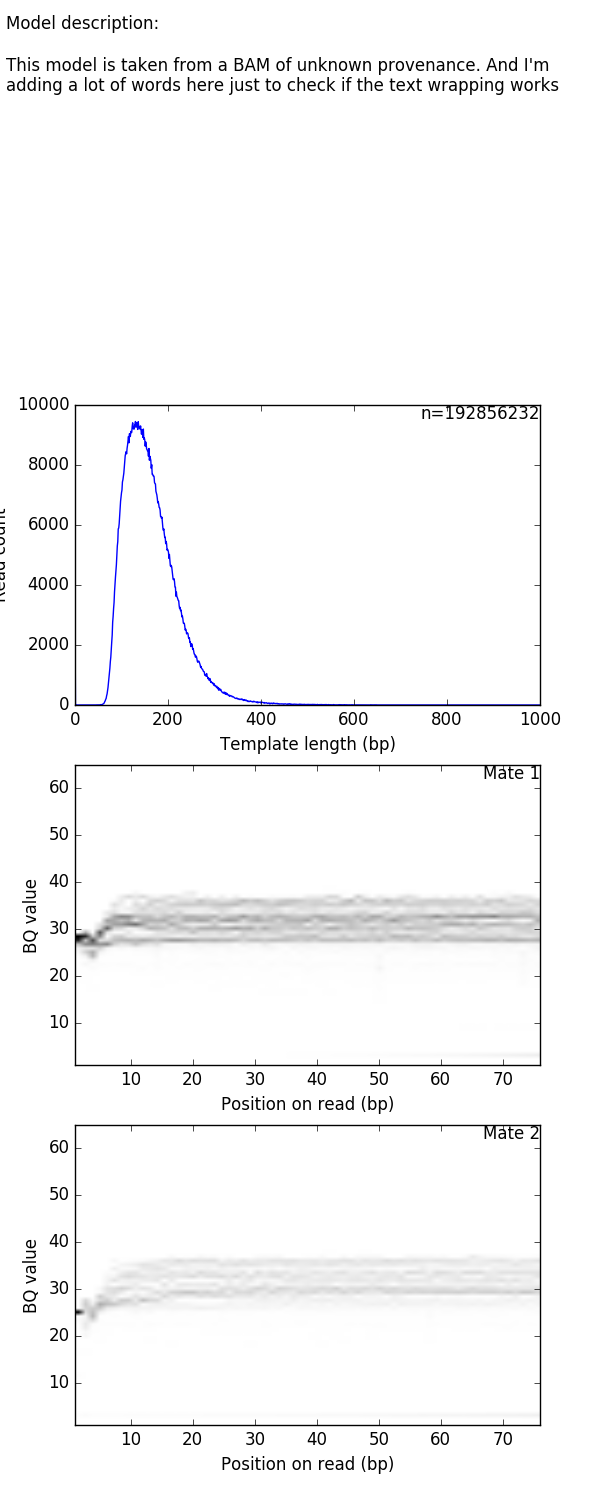 Model description:
This model is taken from a BAM of unknown provenance. And I'm
adding a lot of words here just to check if the text wrapping works
10000
n=192856232
8000
6000
4000
2000
0
Read count
0 200 400 600 800 1000
Template length (bp)
Mate 1
60
50
40
30
20
10
BQ value
10 20 30 40 50 60 70
Position on read (bp)
Mate 2
60
50
40
30
20
10
BQ value
10 20 30 40 50 60 70
Position on read (bp)